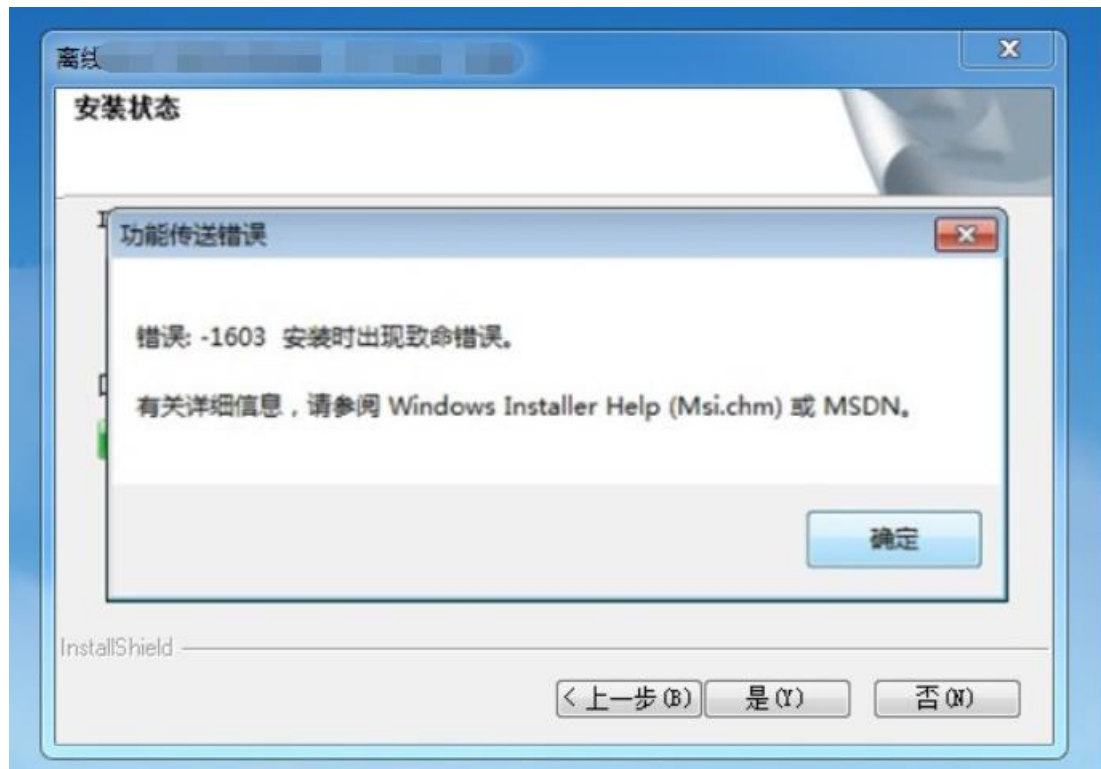 离线
安装状态
功能传送错误
错误: -1603 安装时出现致命错误。
有关详细信息，请参阅 Windows Installer Help (Msi.chm) 或 MSDN。
确定
InstallShield
< 上一步(B) 是(Y) 否(N)